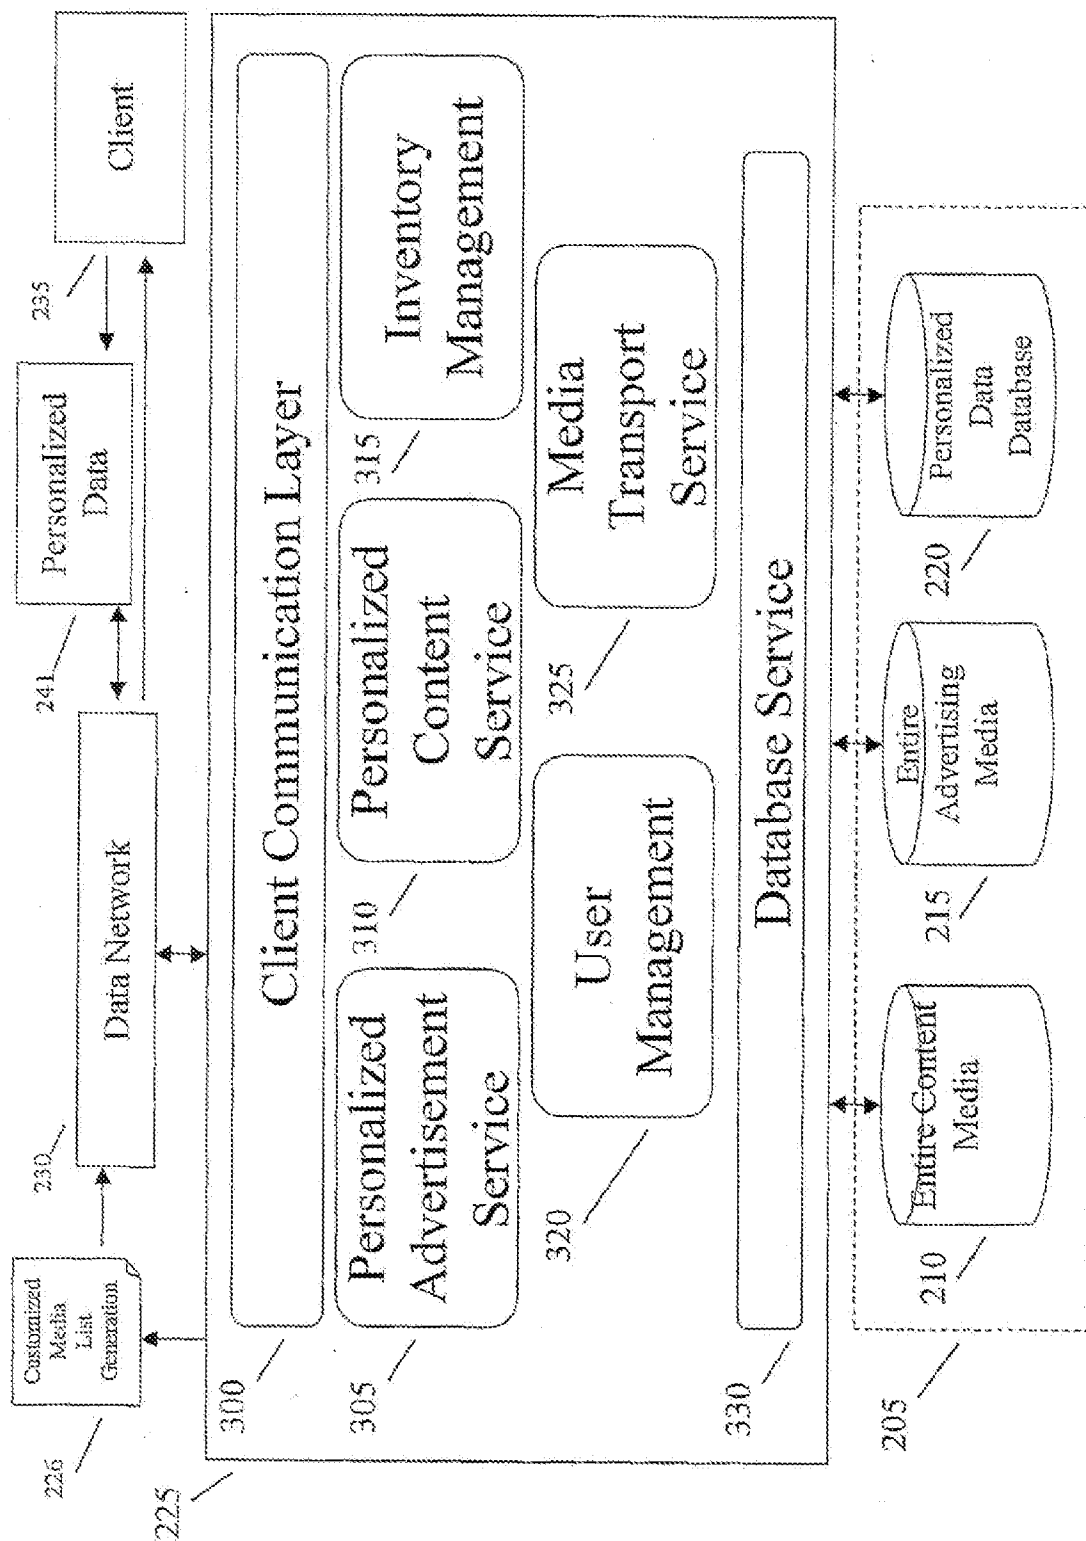 Customized
Media
List
Generation
226
Data Network
230
Personalized
Data
241
Client
235
225
Client Communication Layer
300
Personalized
Advertisement
Service
305
Personalized
Content
Service
310
Inventory
Management
315
User
Management
320
Media
Transport
Service
325
Database Service
330
205
Entire Content
Media
210
Entire
Advertising
Media
215
Personalized
Data
Database
220